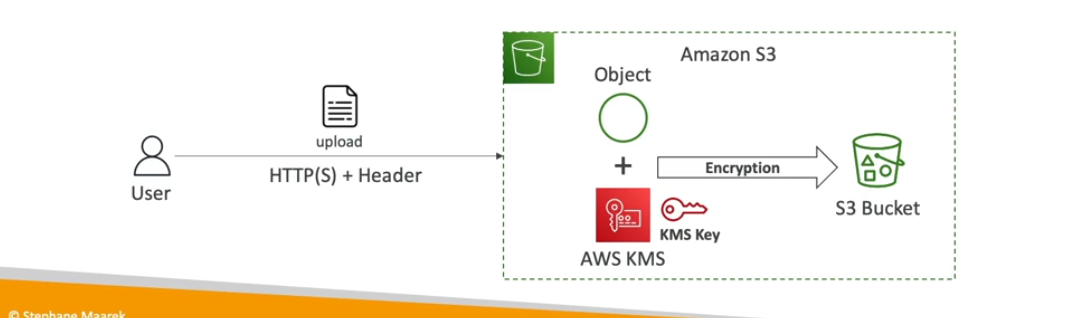 Amazon S3
Object
upload
HTTP(S) + Header
User
+
Encryption
S3 Bucket
KMS Key
AWS KMS
© Stephane Maarek